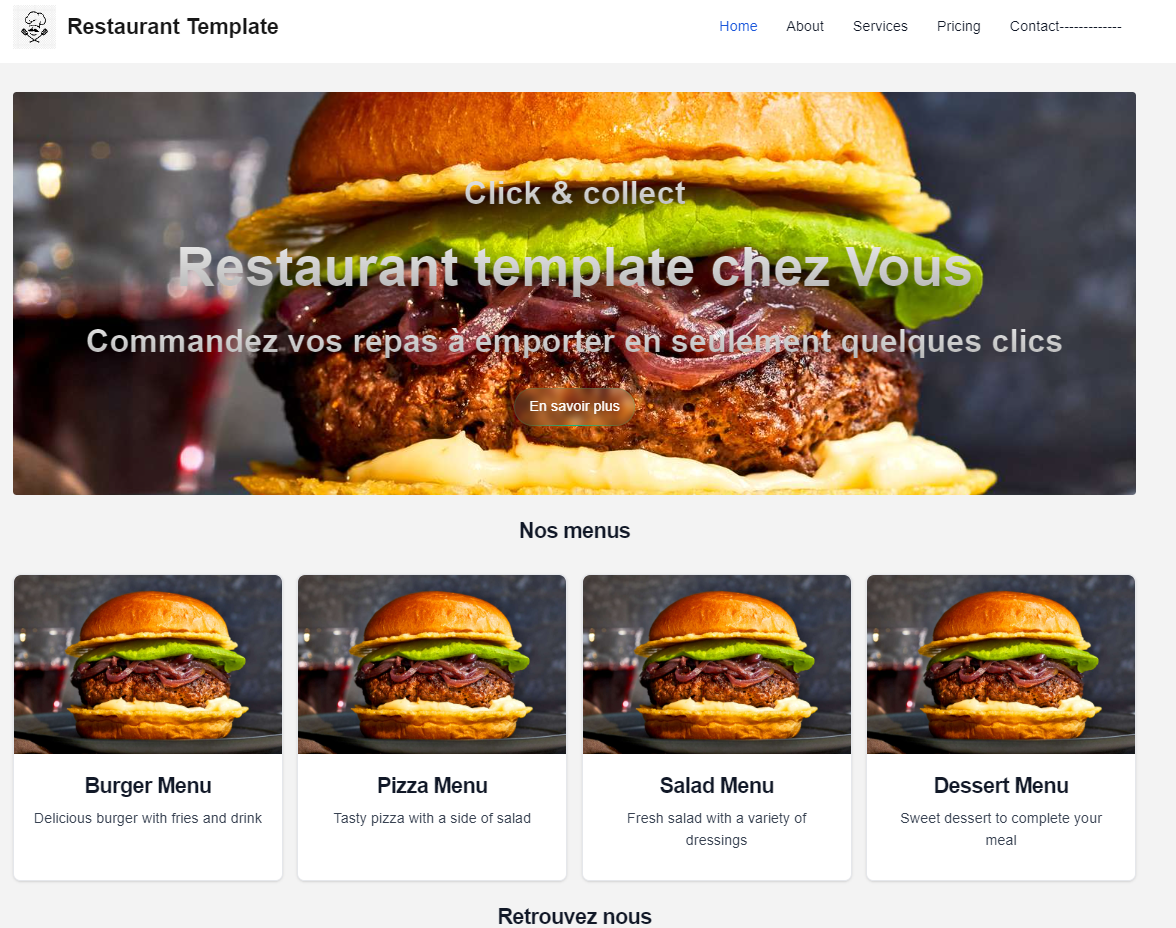 Restaurant Template
Home About Services Pricing Contact-------------
Click & collect
Restaurant template chez Vous
Commandez vos repas à emporter en seulement quelques clics
En savoir plus
Nos menus
Burger Menu
Delicious burger with fries and drink
Pizza Menu
Tasty pizza with a side of salad
Salad Menu
Fresh salad with a variety of
dressings
Dessert Menu
Sweet dessert to complete your
meal
Retrouvez nous